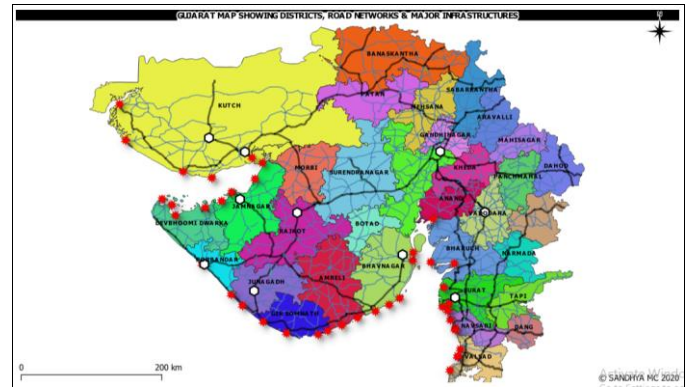 GUJARAT MAP SHOWING DISTRICTS, ROAD NETWORKS & MAJOR INFRASTRUCTURES
BANASKANTHA
PATAN
SABARKANTHA
KUTCH
MEHSANA
ARAVALLI
GANDHINAGAR
MAHISAGAR
MORBI
SURENDRANAGAR
KHEDA
DAHOD
PANCHMAHAL
JAMNAGAR
ANAND
VADODARA
DEVBHOOMI DWARKA
RAJKOT
BOTAD
BHARUCH
NARMADA
PORBANDAR
BHAVNAGAR
JUNAGADH
AMRELI
SURAT
TAPI
GIR SOMNATH
NAVSARI
DANG
VALSAD
0 200 km
Activate Wind
© SANDHYA MC 2020